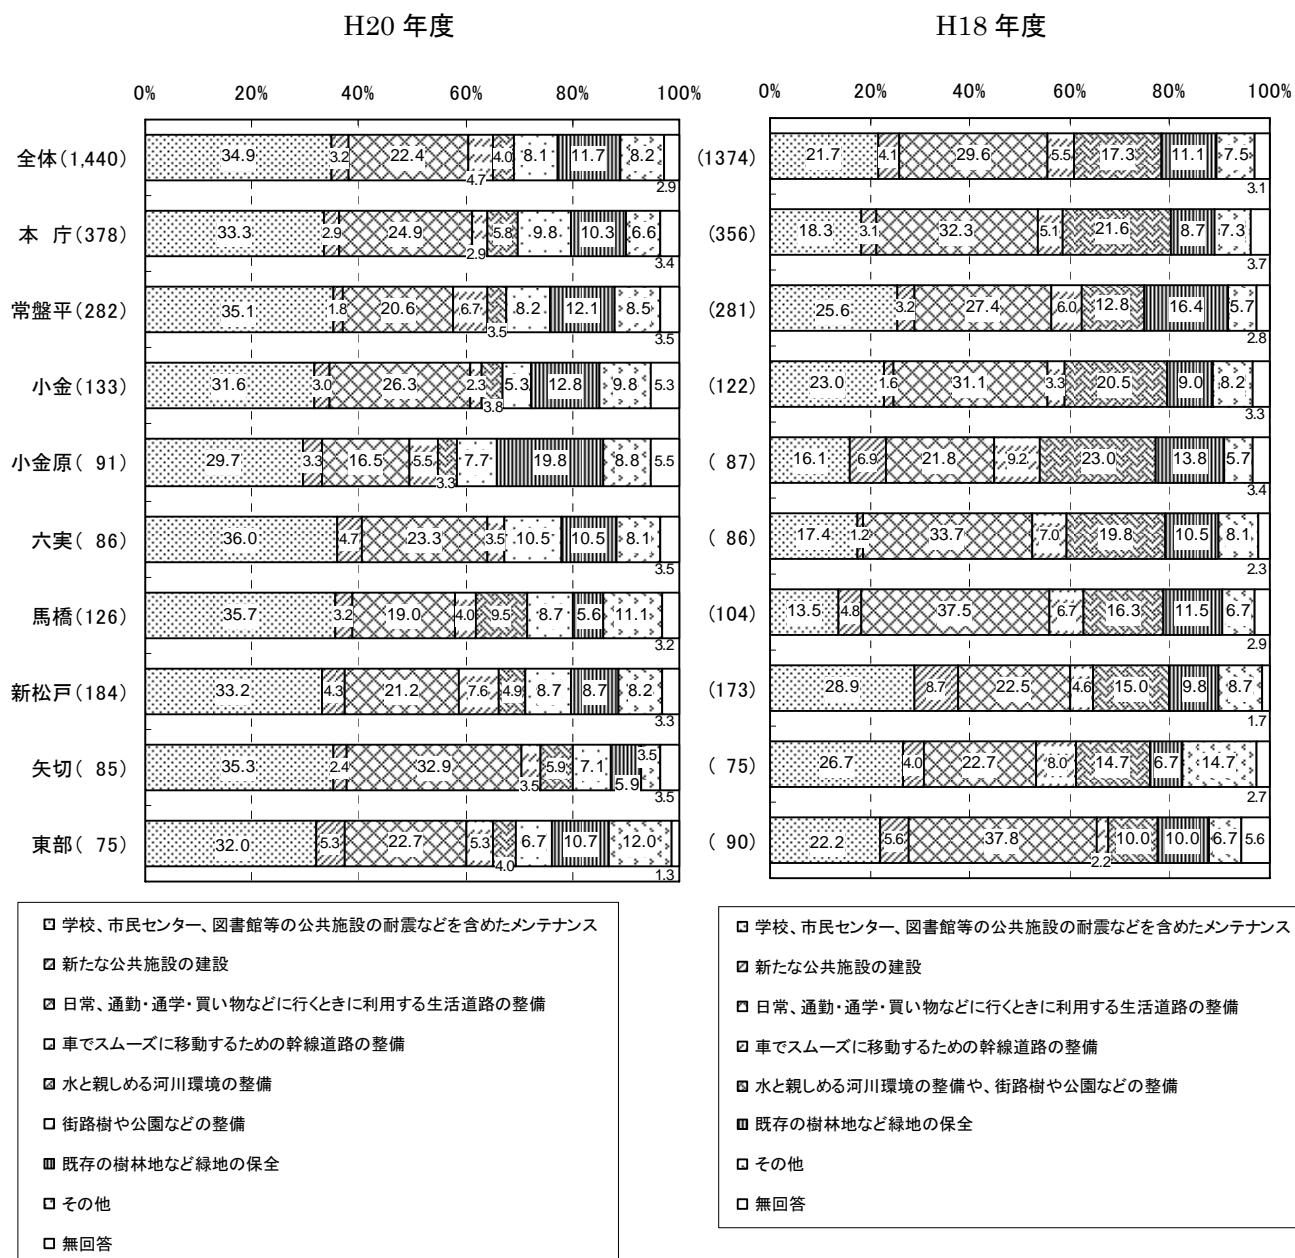 H20 年度
H18 年度
0% 20% 40% 60% 80% 100%
0% 20% 40% 60% 80% 100%
全体(1,440) 34.9 3.2 22.4 4.7 4.0 8.1 11.7 8.2 2.9
(1374) 21.7 4.1 29.6 5.5 17.3 11.1 7.5 3.1
本 庁(378) 33.3 2.9 24.9 2.9 5.8 9.8 10.3 6.6 3.4
(356) 18.3 3.1 32.3 5.1 21.6 8.7 7.3 3.7
常盤平(282) 35.1 1.8 20.6 6.7 3.5 8.2 12.1 8.5 3.5
(281) 25.6 3.2 27.4 6.0 12.8 16.4 5.7 2.8
小金(133) 31.6 3.0 26.3 2.3 3.8 5.3 12.8 9.8 5.3
(122) 23.0 1.6 31.1 3.3 20.5 9.0 8.2 3.3
小金原( 91) 29.7 3.3 16.5 5.5 3.3 7.7 19.8 8.8 5.5
( 87) 16.1 6.9 21.8 9.2 23.0 13.8 5.7 3.4
六実( 86) 36.0 4.7 23.3 3.5 10.5 10.5 8.1 3.5
( 86) 17.4 1.2 33.7 7.0 19.8 10.5 8.1 2.3
馬橋(126) 35.7 3.2 19.0 4.0 9.5 8.7 5.6 11.1 3.2
(104) 13.5 4.8 37.5 6.7 16.3 11.5 6.7 2.9
新松戸(184) 33.2 4.3 21.2 7.6 4.9 8.7 8.7 8.2 3.3
(173) 28.9 8.7 22.5 4.6 15.0 9.8 8.7 1.7
矢切( 85) 35.3 2.4 32.9 3.5 5.9 7.1 5.9 3.5 3.5
( 75) 26.7 4.0 22.7 8.0 14.7 6.7 14.7 2.7
東部( 75) 32.0 5.3 22.7 5.3 4.0 6.7 10.7 12.0 1.3
( 90) 22.2 5.6 37.8 2.2 10.0 10.0 6.7 5.6
学校、市民センター、図書館等の公共施設の耐震などを含めたメンテナンス
新たな公共施設の建設
日常、通勤・通学・買い物などに行くときに利用する生活道路の整備
車でスムーズに移動するための幹線道路の整備
水と親しめる河川環境の整備
街路樹や公園などの整備
既存の樹林地など緑地の保全
その他
無回答
学校、市民センター、図書館等の公共施設の耐震などを含めたメンテナンス
新たな公共施設の建設
日常、通勤・通学・買い物などに行くときに利用する生活道路の整備
車でスムーズに移動するための幹線道路の整備
水と親しめる河川環境の整備や、街路樹や公園などの整備
既存の樹林地など緑地の保全
その他
無回答